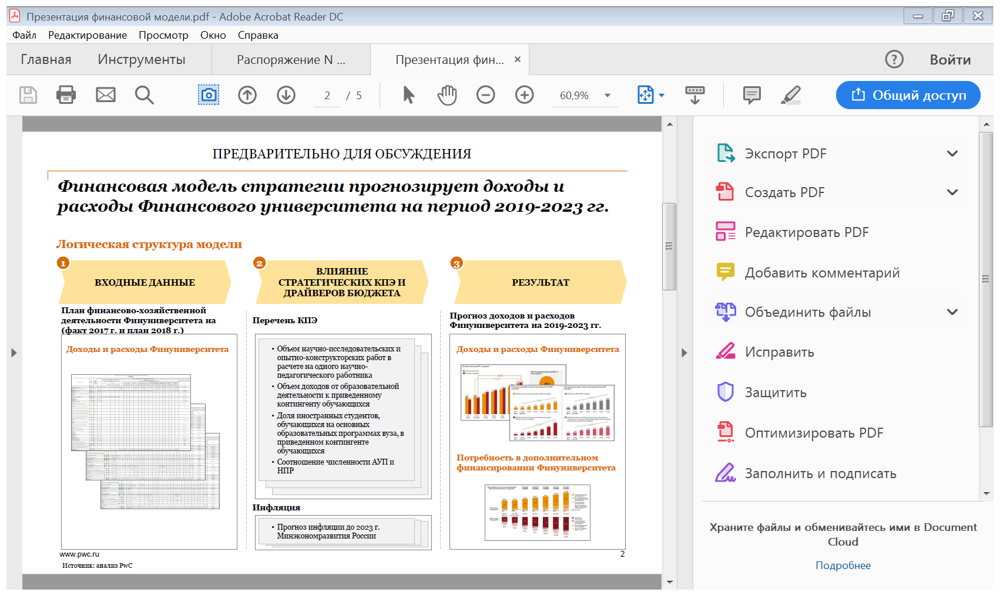 Презентация финансовой модели.pdf - Adobe Acrobat Reader DC
Файл Редактирование Просмотр Окно Справка
Главная Инструменты Распоряжение N ... Презентация фин... × ? Войти
2 / 5 60,9% Общий доступ
ПРЕДВАРИТЕЛЬНО ДЛЯ ОБСУЖДЕНИЯ
Финансовая модель стратегии прогнозирует доходы и
расходы Финансового университета на период 2019-2023 гг.
Логическая структура модели
1
ВХОДНЫЕ ДАННЫЕ
План финансово-хозяйственной
деятельности Финуниверситета на
(факт 2017 г. и план 2018 г.)
Доходы и расходы Финуниверситета
2
ВЛИЯНИЕ
СТРАТЕГИЧЕСКИХ КПЭ И
ДРАЙВЕРОВ БЮДЖЕТА
Перечень КПЭ
• Объем научно-исследовательских и
опытно-конструкторских работ в
расчете на одного научно-
педагогического работника
• Объем доходов от образовательной
деятельности к приведенному
контингенту обучающихся
• Доля иностранных студентов,
обучающихся на основных
образовательных программах вуза, в
приведенном контингенте
обучающихся
• Соотношение численности АУП и
НПР
Инфляция
• Прогноз инфляции до 2023 г.
Минэкономразвития России
3
РЕЗУЛЬТАТ
Прогноз доходов и расходов
Финуниверситета на 2019-2023 гг.
Доходы и расходы Финуниверситета
Потребность в дополнительном
финансировании Финуниверситета
www.pwc.ru
2
Источник: анализ PwC
Экспорт PDF
Создать PDF
Редактировать PDF
Добавить комментарий
Объединить файлы
Исправить
Защитить
Оптимизировать PDF
Заполнить и подписать
Храните файлы и обменивайтесь ими в Document
Cloud
Подробнее